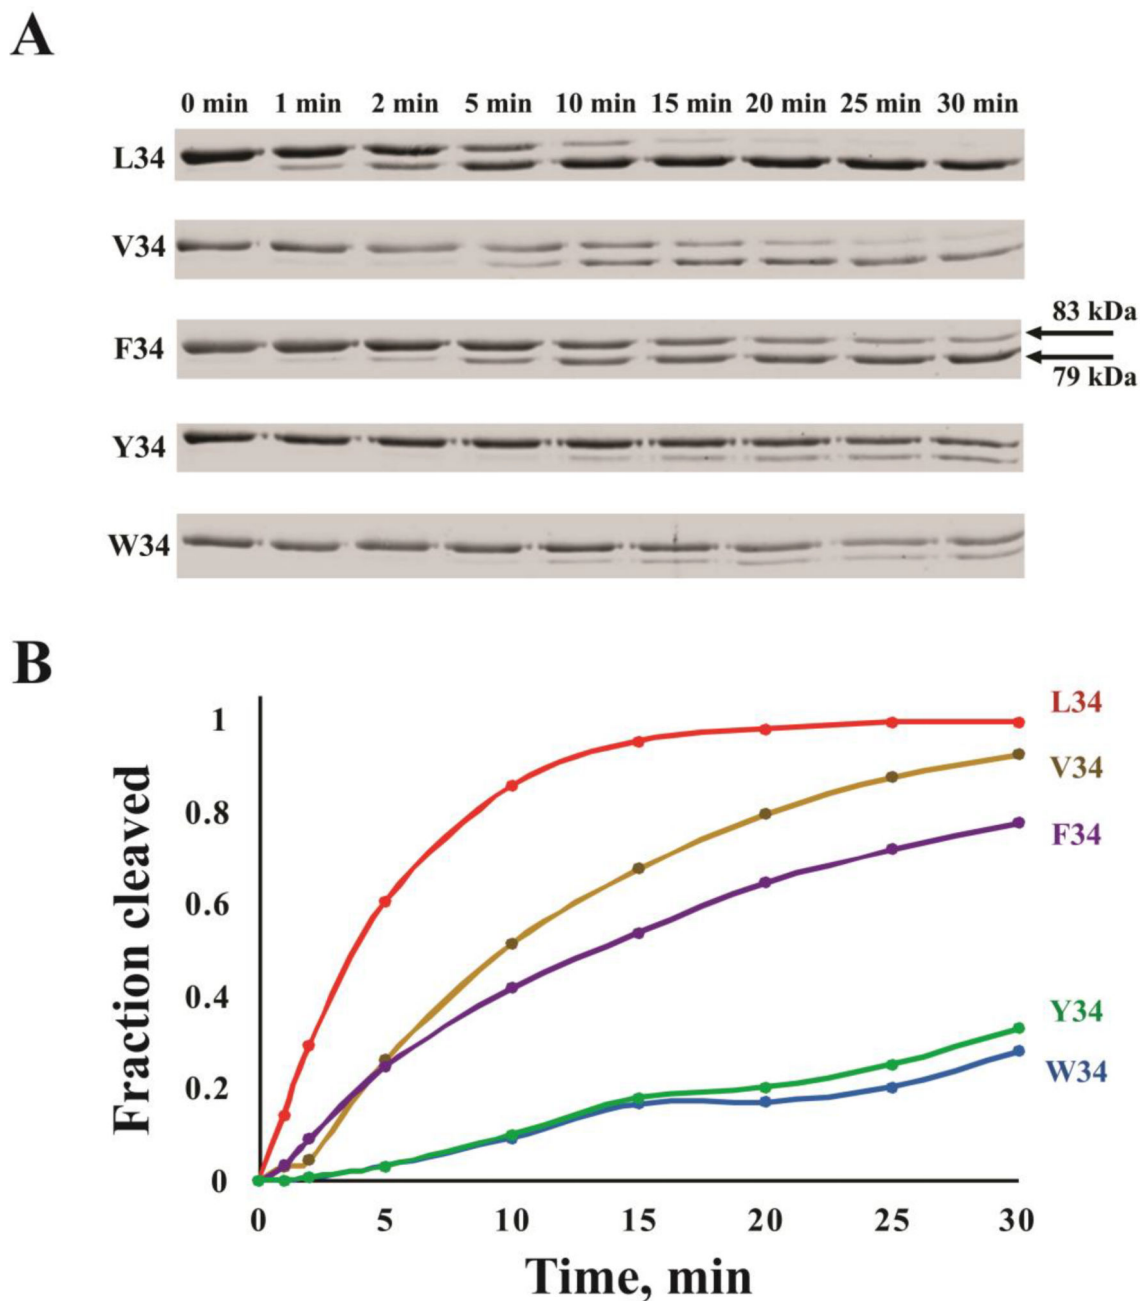 A
0 min 1 min 2 min 5 min 10 min 15 min 20 min 25 min 30 min
L34
V34
F34
83 kDa
79 kDa
Y34
W34
B
Fraction cleaved
1
0.8
0.6
0.4
0.2
0
L34
V34
F34
Y34
W34
0 5 10 15 20 25 30
Time, min